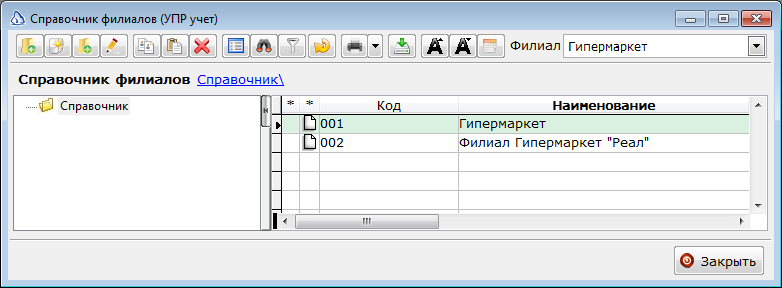 Справочник филиалов (УПР учет)
Филиал Гипермаркет
Справочник филиалов Справочник\
Справочник
* * Код Наименование
001 Гипермаркет
002 Филиал Гипермаркет "Реал"
Закрыть